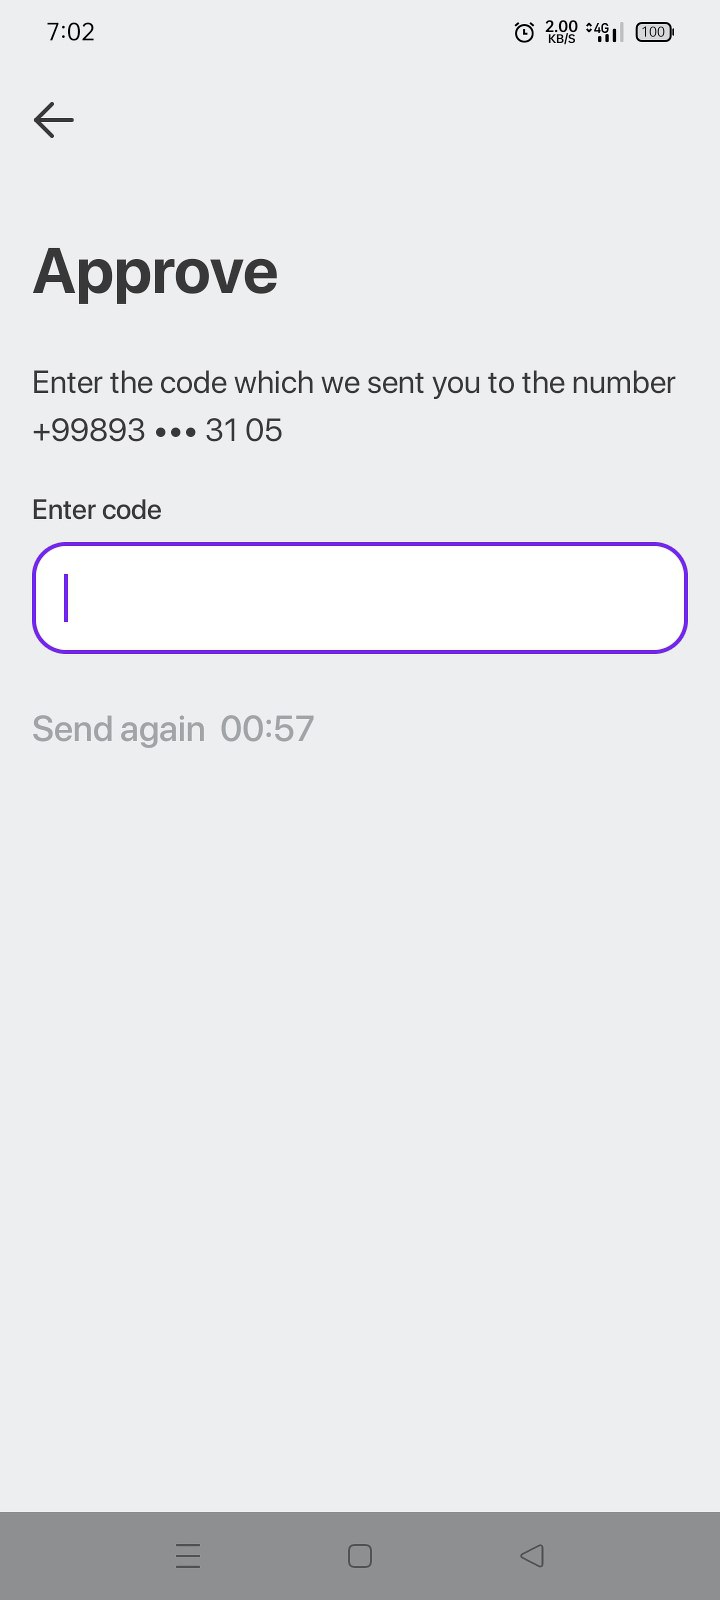 7:02
2.00
KB/S
4G
100
Approve
Enter the code which we sent you to the number
+99893 ••• 31 05
Enter code
Send again 00:57